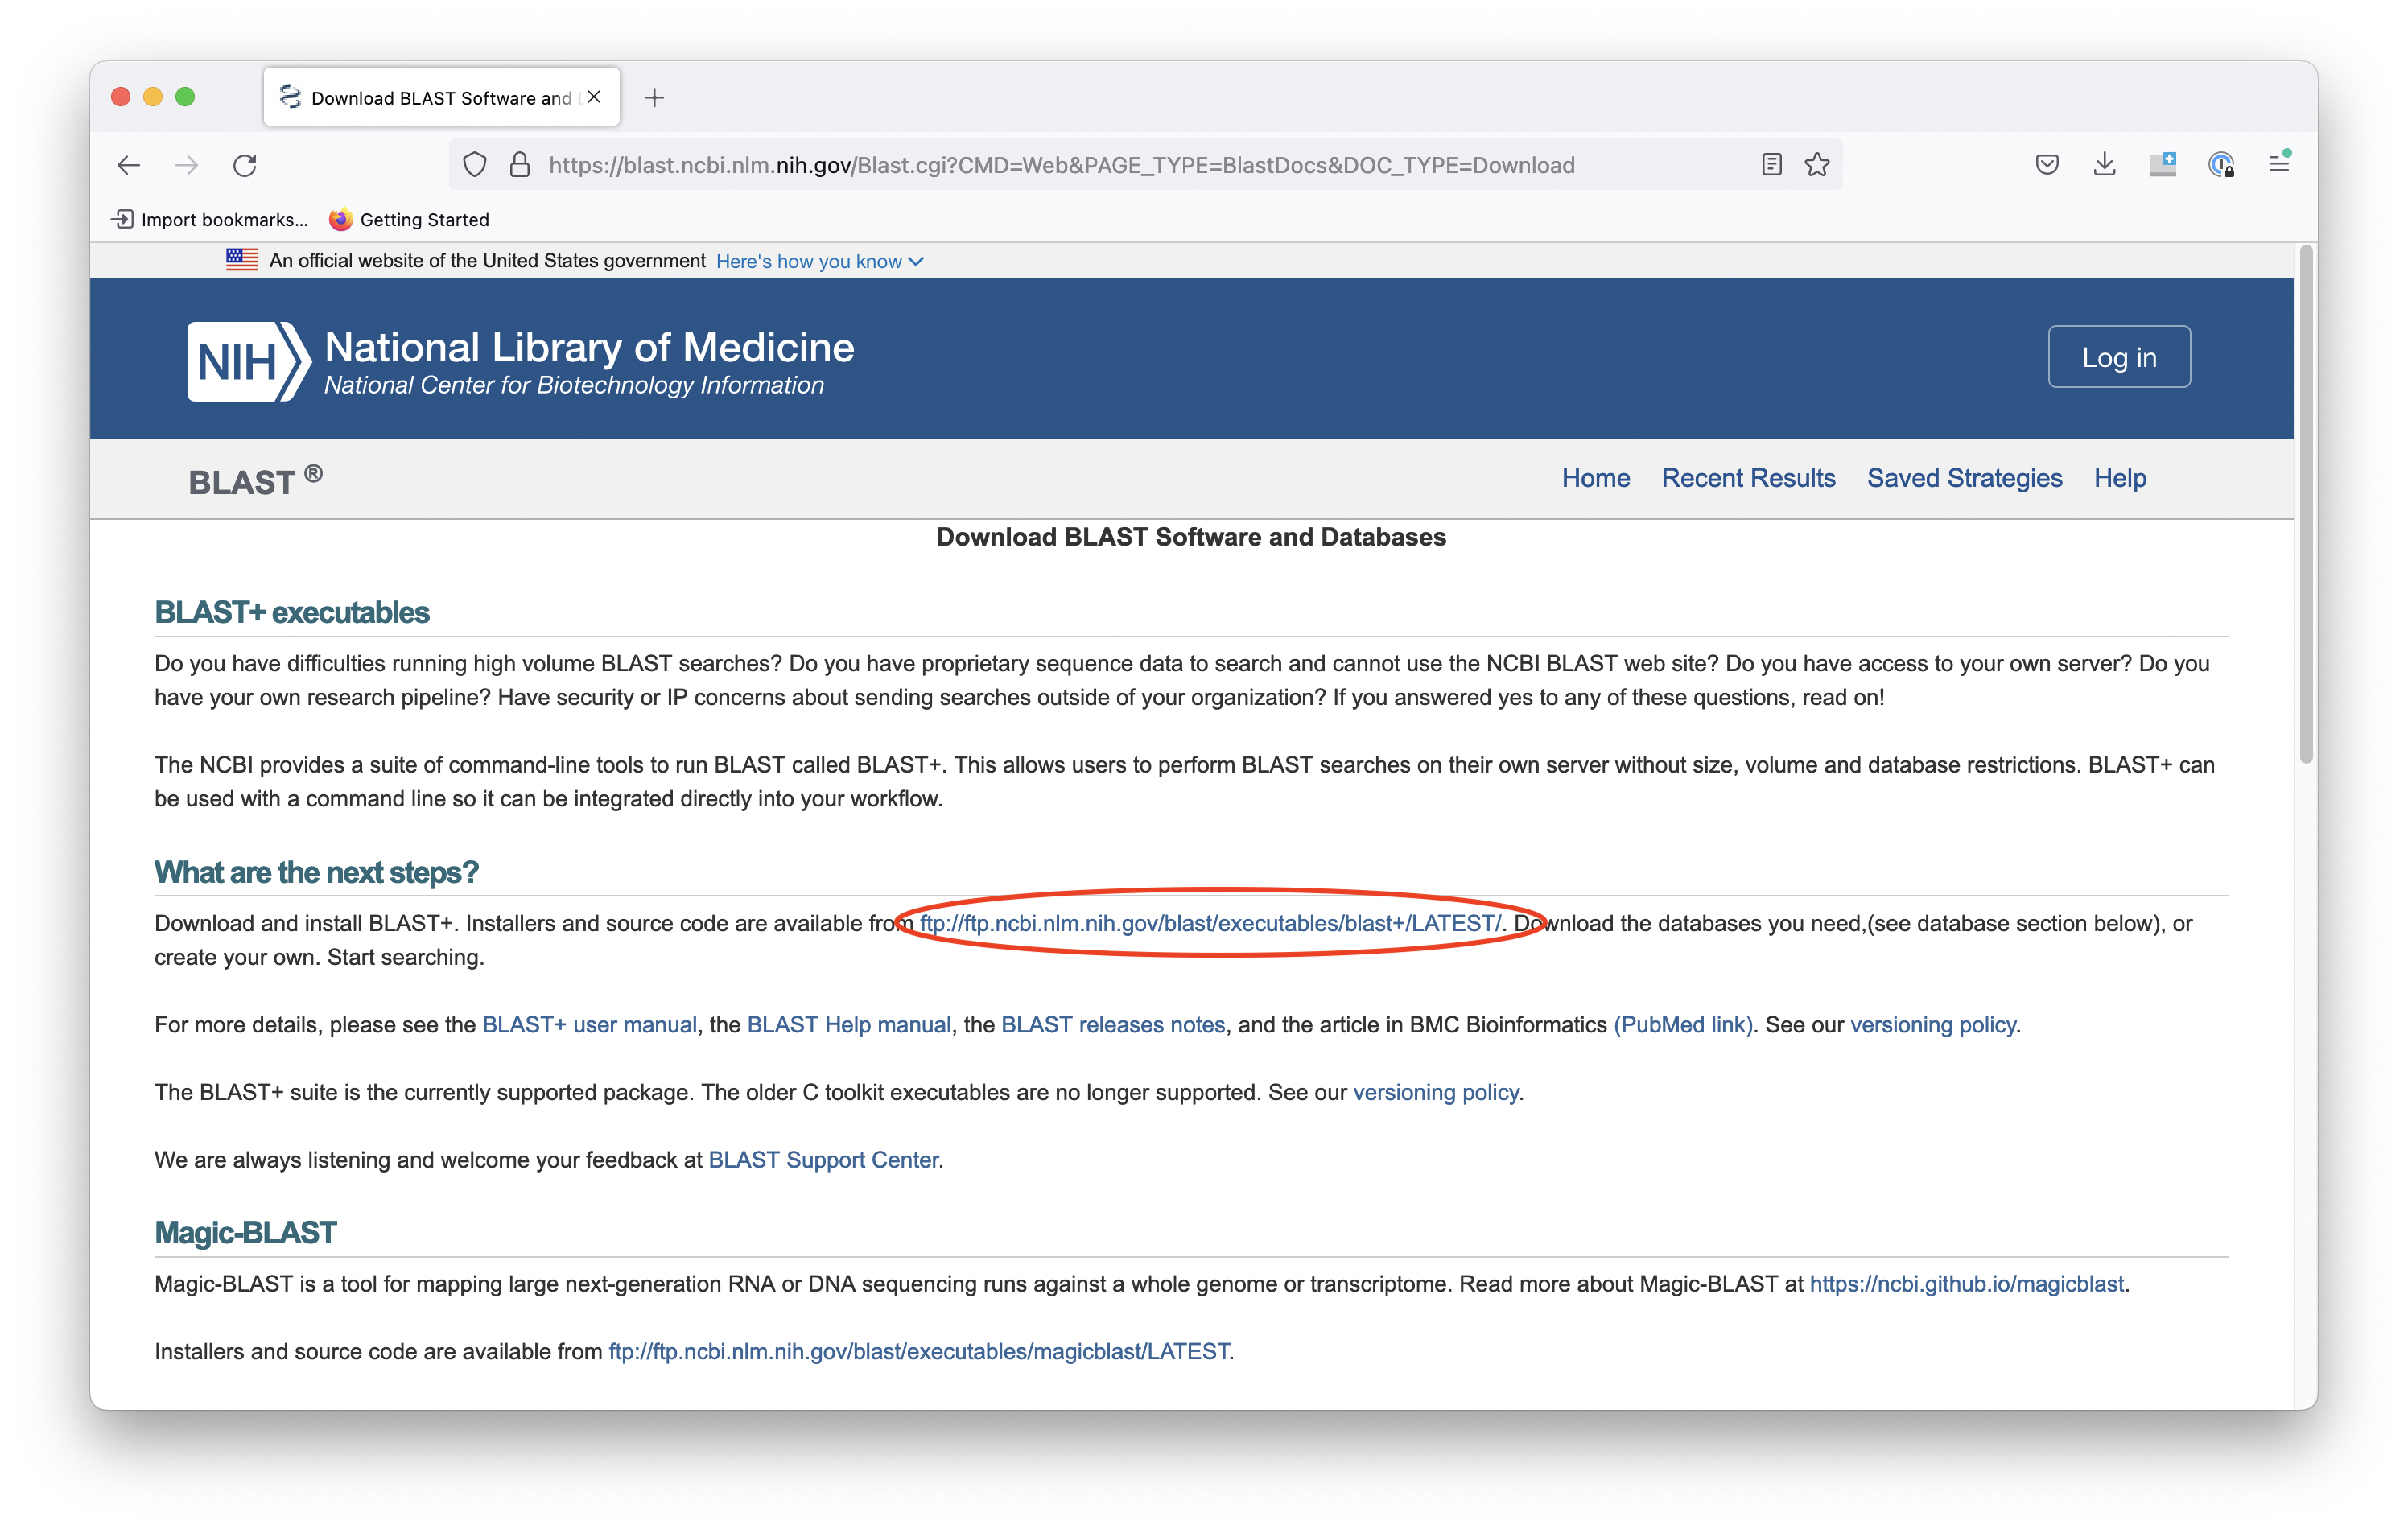 Download BLAST Software and
https://blast.ncbi.nlm.nih.gov/Blast.cgi?CMD=Web&PAGE_TYPE=BlastDocs&DOC_TYPE=Download
Import bookmarks... Getting Started
An official website of the United States government Here's how you know
NIH National Library of Medicine
National Center for Biotechnology Information
Log in
BLAST ® Home Recent Results Saved Strategies Help
Download BLAST Software and Databases
BLAST+ executables
Do you have difficulties running high volume BLAST searches? Do you have proprietary sequence data to search and cannot use the NCBI BLAST web site? Do you have access to your own server? Do you
have your own research pipeline? Have security or IP concerns about sending searches outside of your organization? If you answered yes to any of these questions, read on!
The NCBI provides a suite of command-line tools to run BLAST called BLAST+. This allows users to perform BLAST searches on their own server without size, volume and database restrictions. BLAST+ can
be used with a command line so it can be integrated directly into your workflow.
What are the next steps?
Download and install BLAST+. Installers and source code are available from ftp://ftp.ncbi.nlm.nih.gov/blast/executables/blast+/LATEST/. Download the databases you need,(see database section below), or
create your own. Start searching.
For more details, please see the BLAST+ user manual, the BLAST Help manual, the BLAST releases notes, and the article in BMC Bioinformatics (PubMed link). See our versioning policy.
The BLAST+ suite is the currently supported package. The older C toolkit executables are no longer supported. See our versioning policy.
We are always listening and welcome your feedback at BLAST Support Center.
Magic-BLAST
Magic-BLAST is a tool for mapping large next-generation RNA or DNA sequencing runs against a whole genome or transcriptome. Read more about Magic-BLAST at https://ncbi.github.io/magicblast.
Installers and source code are available from ftp://ftp.ncbi.nlm.nih.gov/blast/executables/magicblast/LATEST.